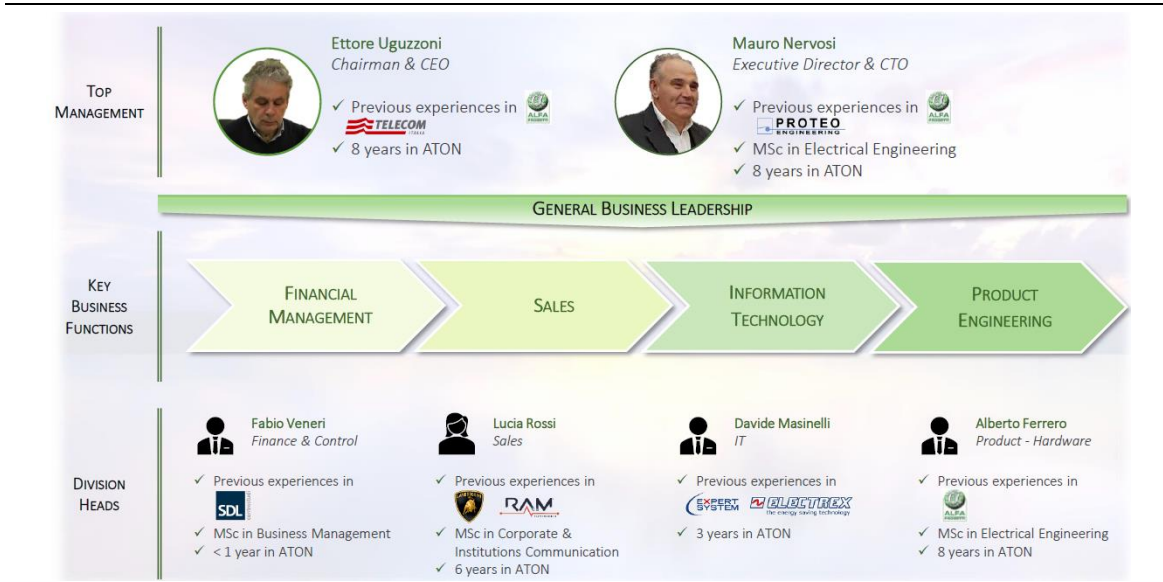 TOP
MANAGEMENT
Ettore Uguzzoni
Chairman & CEO
✓ Previous experiences in
ALFA
TELECOM
ITALIA
✓ 8 years in ATON
Mauro Nervosi
Executive Director & CTO
✓ Previous experiences in
ALFA
PROTEO
ENGINEERING
✓ MSc in Electrical Engineering
✓ 8 years in ATON
GENERAL BUSINESS LEADERSHIP
KEY
BUSINESS
FUNCTIONS
FINANCIAL
MANAGEMENT
SALES
INFORMATION
TECHNOLOGY
PRODUCT
ENGINEERING
DIVISION
HEADS
Fabio Veneri
Finance & Control
✓ Previous experiences in
SDL
✓ MSc in Business Management
✓ < 1 year in ATON
Lucia Rossi
Sales
✓ Previous experiences in
RAM
✓ MSc in Corporate &
Institutions Communication
✓ 6 years in ATON
Davide Masinelli
IT
✓ Previous experiences in
EXPERT
SYSTEM
ELECTREX
the energy saving technology
✓ 3 years in ATON
Alberto Ferrero
Product - Hardware
✓ Previous experiences in
ALFA
✓ MSc in Electrical Engineering
✓ 8 years in ATON